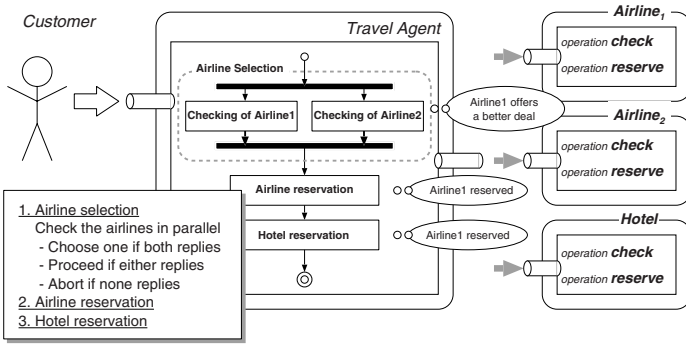 Customer
Travel Agent
Airline Selection
Checking of Airline1
Checking of Airline2
Airline reservation
Hotel reservation
Airline1 offers
a better deal
Airline1 reserved
Airline1 reserved
Airline1
operation check
operation reserve
Airline2
operation check
operation reserve
Hotel
operation check
operation reserve
1. Airline selection
Check the airlines in parallel
- Choose one if both replies
- Proceed if either replies
- Abort if none replies
2. Airline reservation
3. Hotel reservation